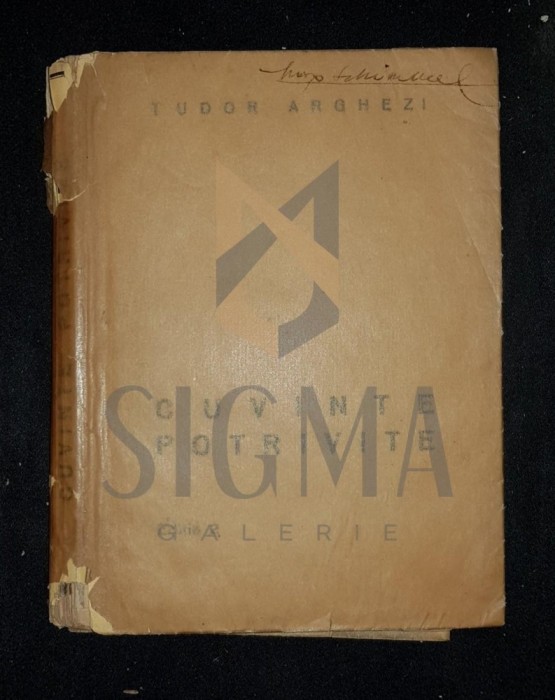 TUDOR ARGHEZI
CUVINTE
POTRIVITE
SIGMA
GALERIE